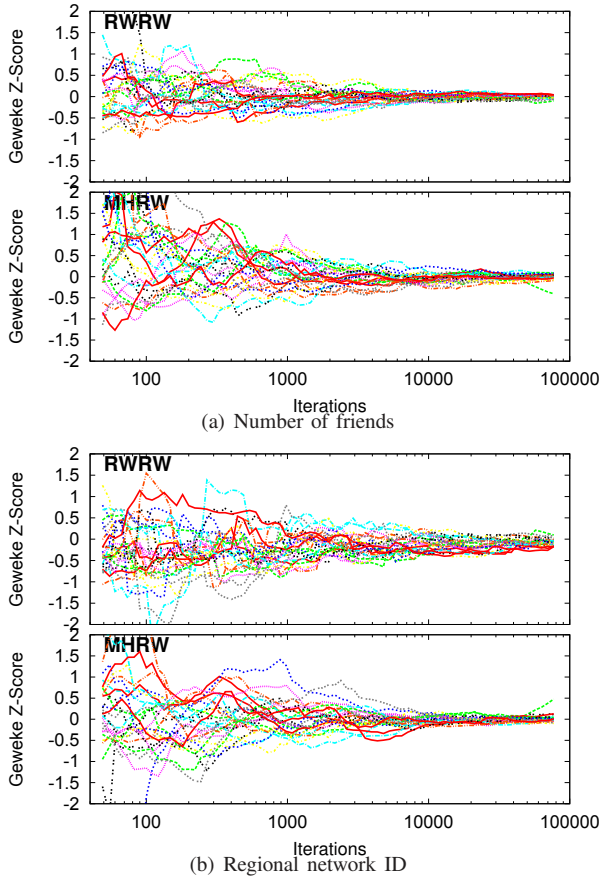 RWRW
Geweke Z-Score
2
1.5
1
0.5
0
-0.5
-1
-1.5
-2
MHRW
Geweke Z-Score
2
1.5
1
0.5
0
-0.5
-1
-1.5
-2
100 1000 10000 100000
Iterations
(a) Number of friends
RWRW
Geweke Z-Score
2
1.5
1
0.5
0
-0.5
-1
-1.5
-2
MHRW
Geweke Z-Score
2
1.5
1
0.5
0
-0.5
-1
-1.5
-2
100 1000 10000 100000
Iterations
(b) Regional network ID